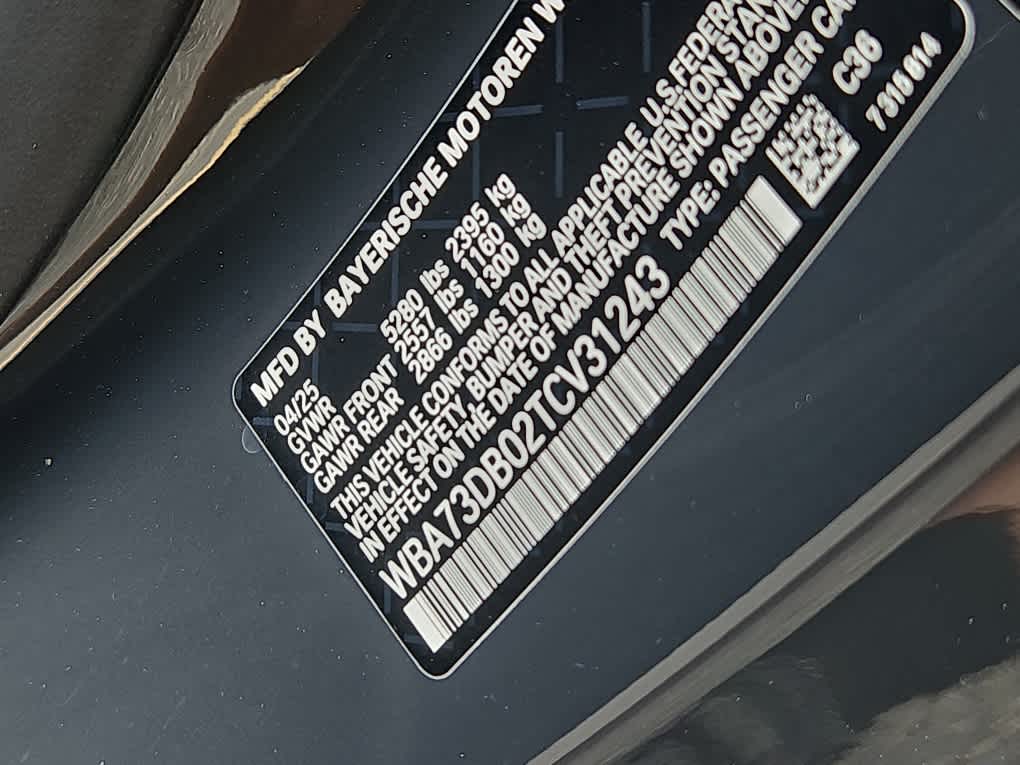 MFD BY BAYERISCHE MOTOREN W
04/25
GVWR 5280 lbs 2395 kg
GAWR FRONT 2557 lbs 1160 kg
GAWR REAR 2866 lbs 1300 kg
THIS VEHICLE CONFORMS TO ALL APPLICABLE U.S.FEDERA
VEHICLE SAFETY, BUMPER AND THEFT PREVENTION STAN
IN EFFECT ON THE DATE OF MANUFACTURE SHOWN ABOVE
WBA73DB02TCV31243 TYPE: PASSENGER CA
C36
7318 614